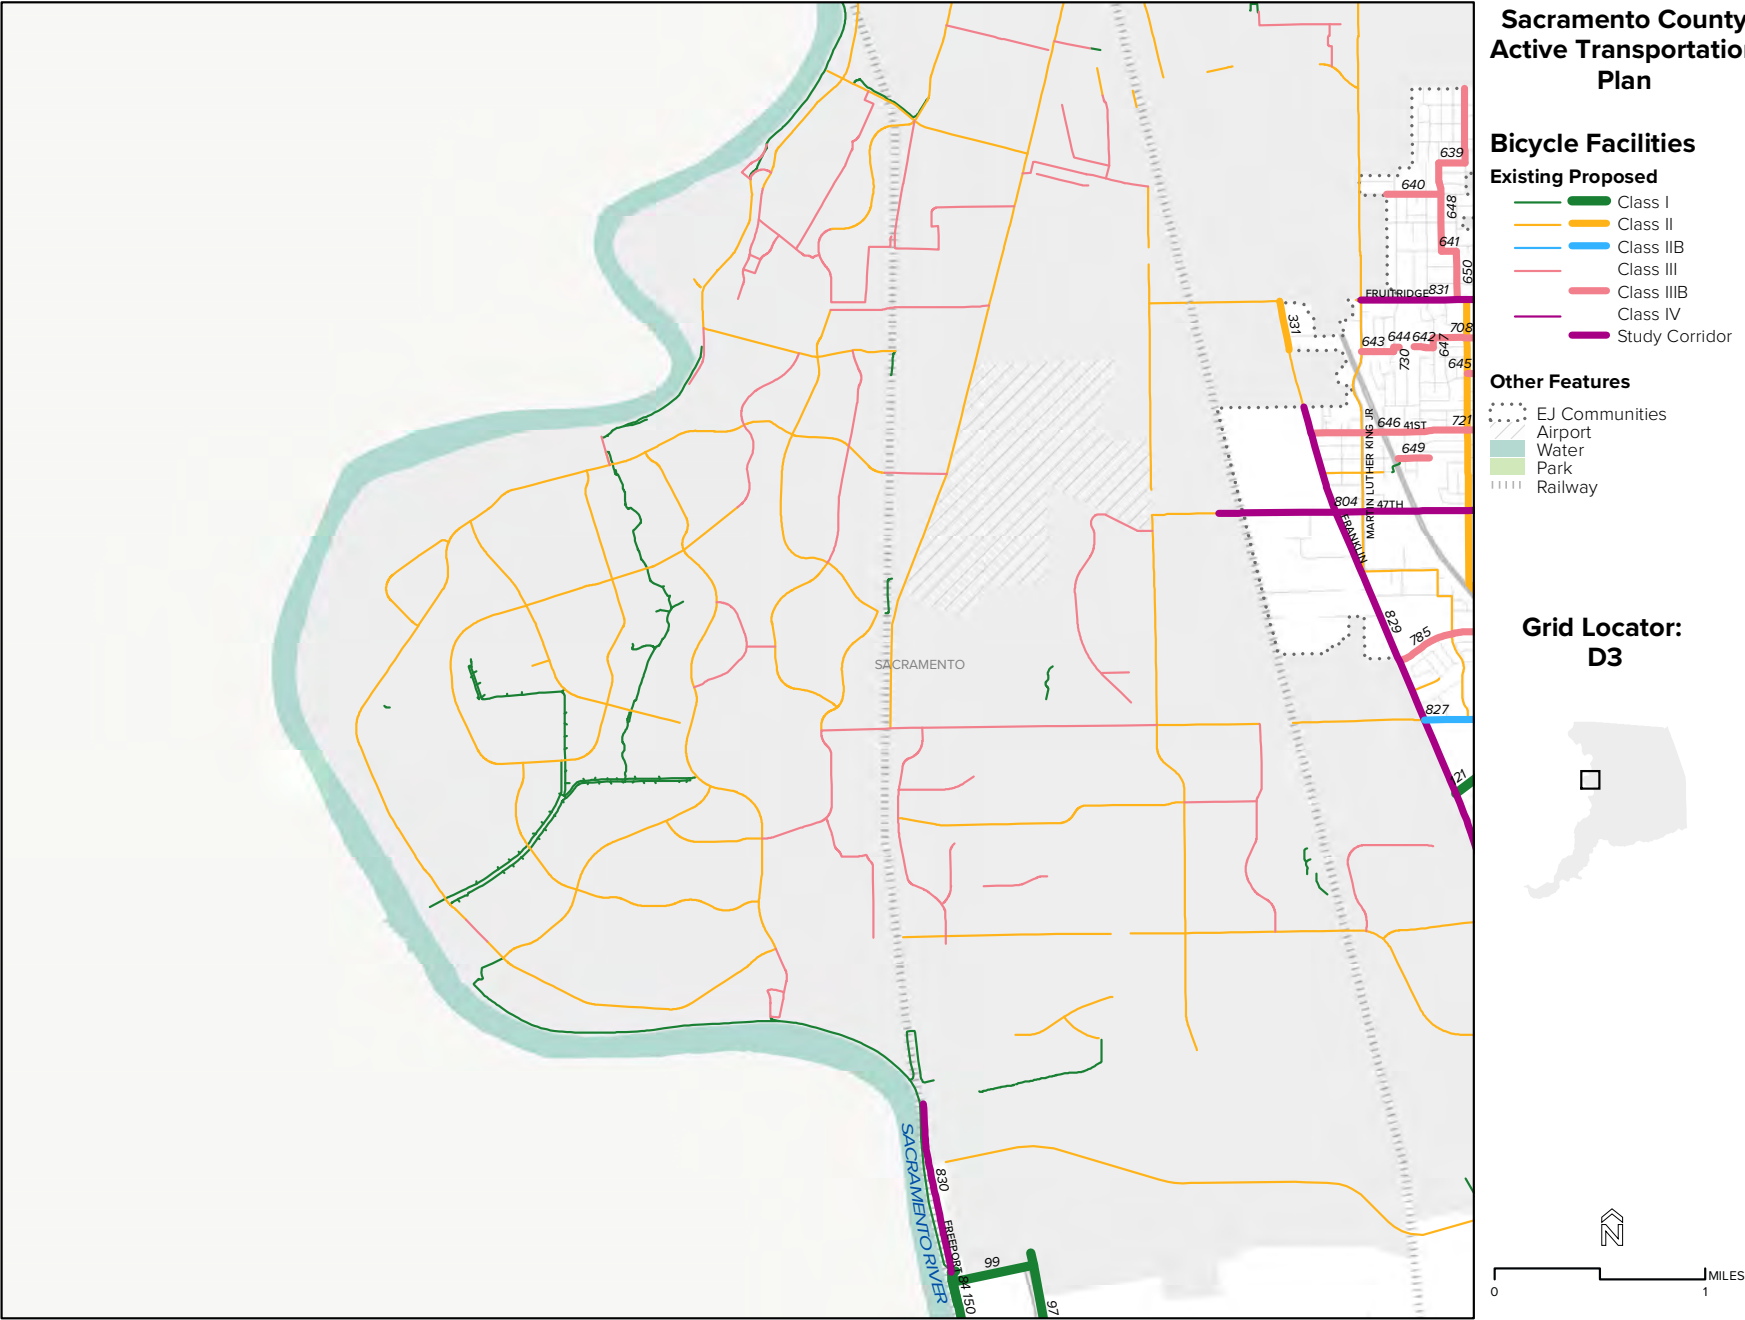 Sacramento County
Active Transportation
Plan
Bicycle Facilities
Existing Proposed
Class I
Class II
Class IIB
Class III
Class IIIB
Class IV
Study Corridor
Other Features
EJ Communities
Airport
Water
Park
Railway
Grid Locator:
D3
N
MILES
0 1
639
640
648
641
650
FRUITRIDGE 831
331
708
643 644 642 647
730
645
MARTIN LUTHER KING JR
646 41ST 721
649
804 47TH
FRANKLIN
829
785
SACRAMENTO
827
21
SACRAMENTO RIVER
830
FREEPORT
99
84
150
97